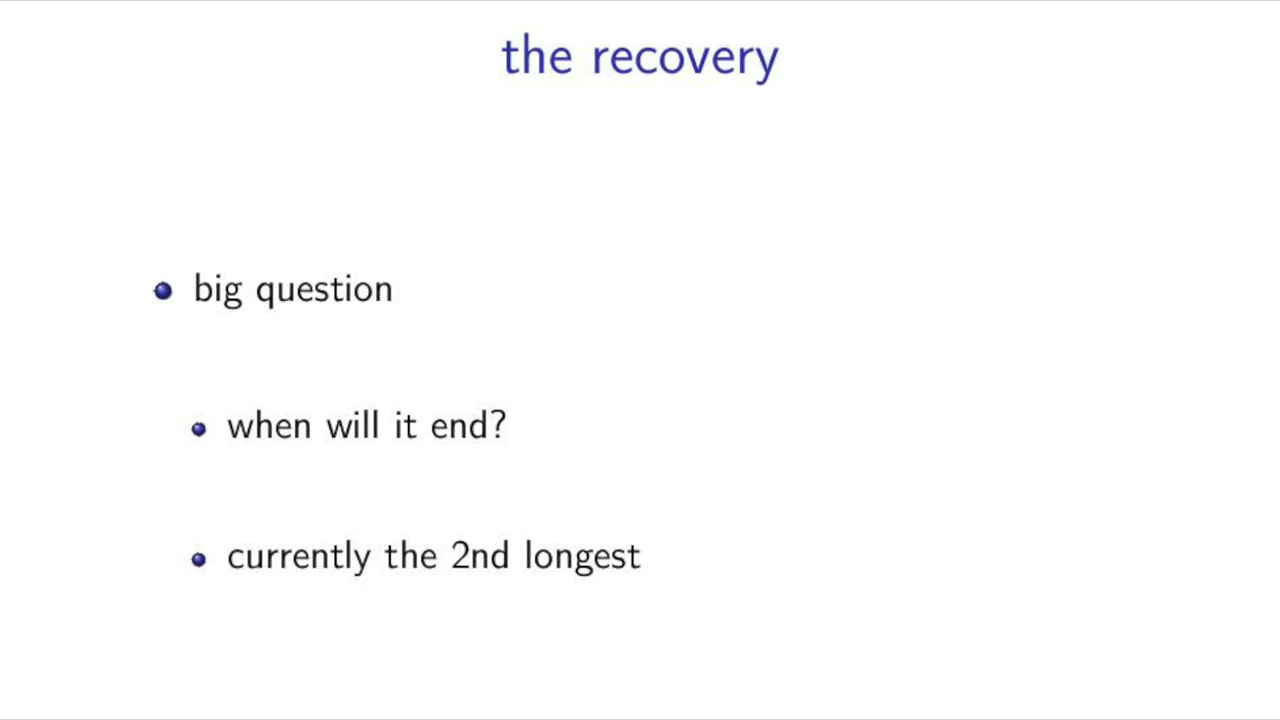 the recovery
big question
when will it end?
currently the 2nd longest